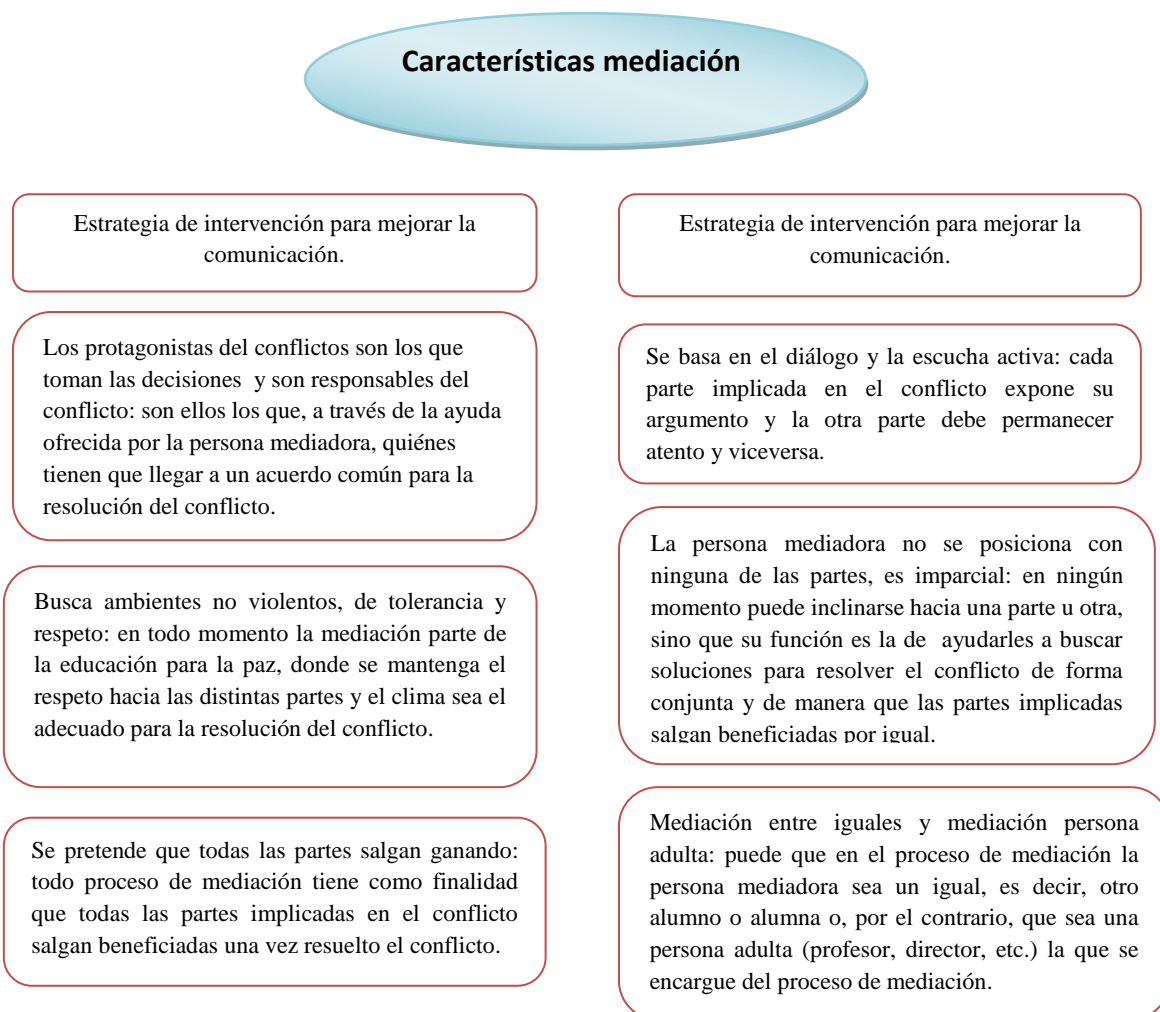 Características mediación
Estrategia de intervención para mejorar la
comunicación.
Los protagonistas del conflictos son los que
toman las decisiones y son responsables del
conflicto: son ellos los que, a través de la ayuda
ofrecida por la persona mediadora, quiénes
tienen que llegar a un acuerdo común para la
resolución del conflicto.
Busca ambientes no violentos, de tolerancia y
respeto: en todo momento la mediación parte de
la educación para la paz, donde se mantenga el
respeto hacia las distintas partes y el clima sea el
adecuado para la resolución del conflicto.
Se pretende que todas las partes salgan ganando:
todo proceso de mediación tiene como finalidad
que todas las partes implicadas en el conflicto
salgan beneficiadas una vez resuelto el conflicto.
Estrategia de intervención para mejorar la
comunicación.
Se basa en el diálogo y la escucha activa: cada
parte implicada en el conflicto expone su
argumento y la otra parte debe permanecer
atento y viceversa.
La persona mediadora no se posiciona con
ninguna de las partes, es imparcial: en ningún
momento puede inclinarse hacia una parte u otra,
sino que su función es la de ayudarles a buscar
soluciones para resolver el conflicto de forma
conjunta y de manera que las partes implicadas
salgan beneficiadas por igual.
Mediación entre iguales y mediación persona
adulta: puede que en el proceso de mediación la
persona mediadora sea un igual, es decir, otro
alumno o alumna o, por el contrario, que sea una
persona adulta (profesor, director, etc.) la que se
encargue del proceso de mediación.